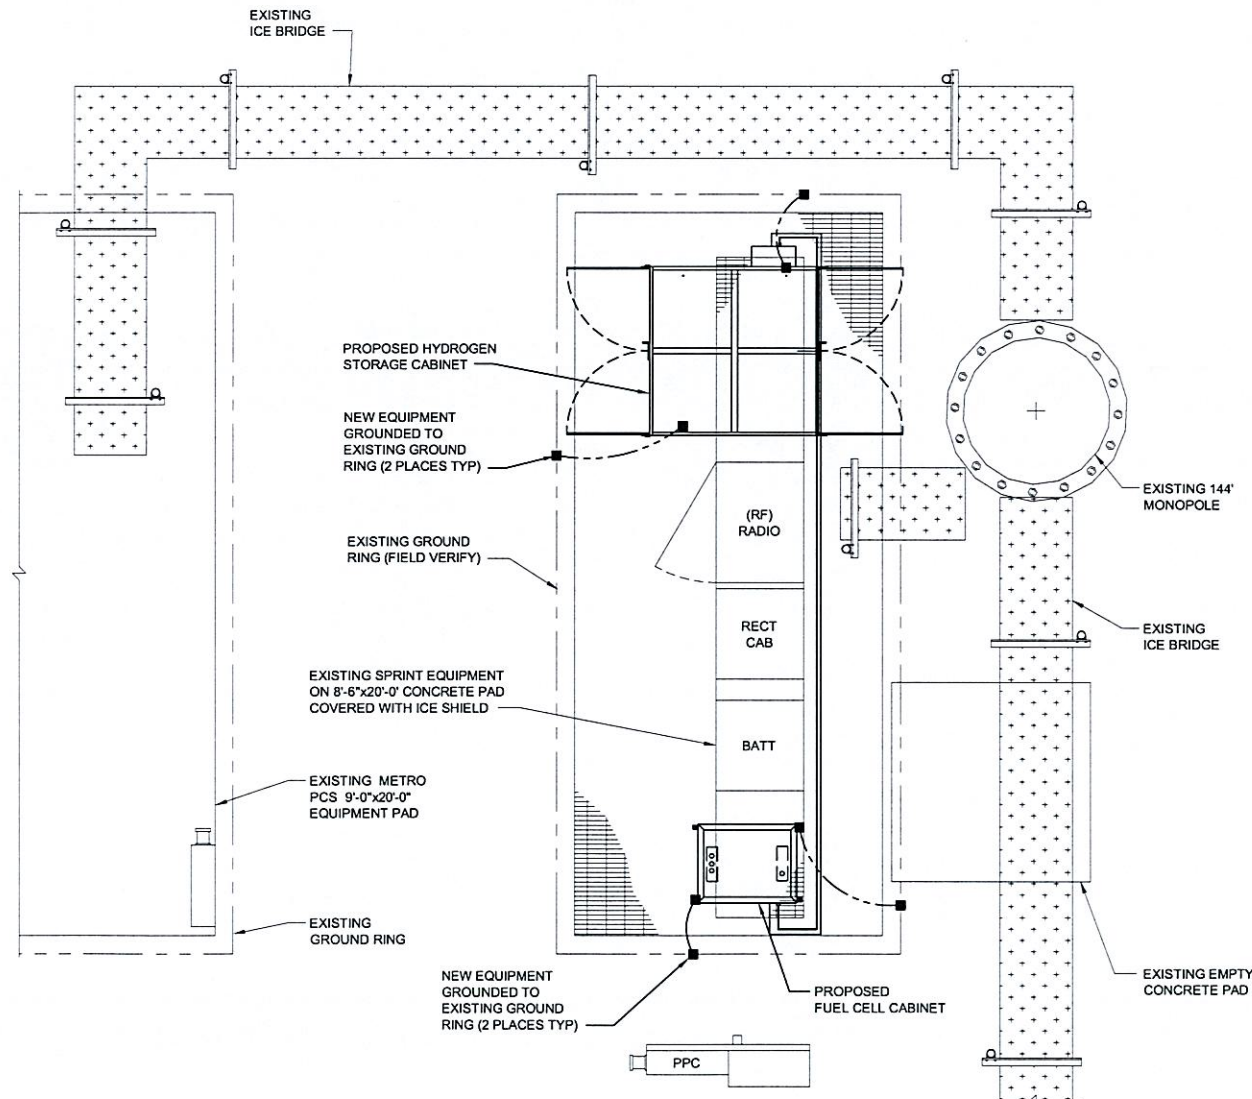 EXISTING
ICE BRIDGE
PROPOSED HYDROGEN
STORAGE CABINET
NEW EQUIPMENT
GROUNDED TO
EXISTING GROUND
RING (2 PLACES TYP)
(RF)
RADIO
EXISTING 144'
MONOPOLE
EXISTING GROUND
RING (FIELD VERIFY)
RECT
CAB
EXISTING
ICE BRIDGE
EXISTING SPRINT EQUIPMENT
ON 8'-6"x20'-0' CONCRETE PAD
COVERED WITH ICE SHIELD
BATT
EXISTING METRO
PCS 9'-0"x20'-0"
EQUIPMENT PAD
EXISTING
GROUND RING
NEW EQUIPMENT
GROUNDED TO
EXISTING GROUND
RING (2 PLACES TYP)
PROPOSED
FUEL CELL CABINET
EXISTING EMPTY
CONCRETE PAD
PPC